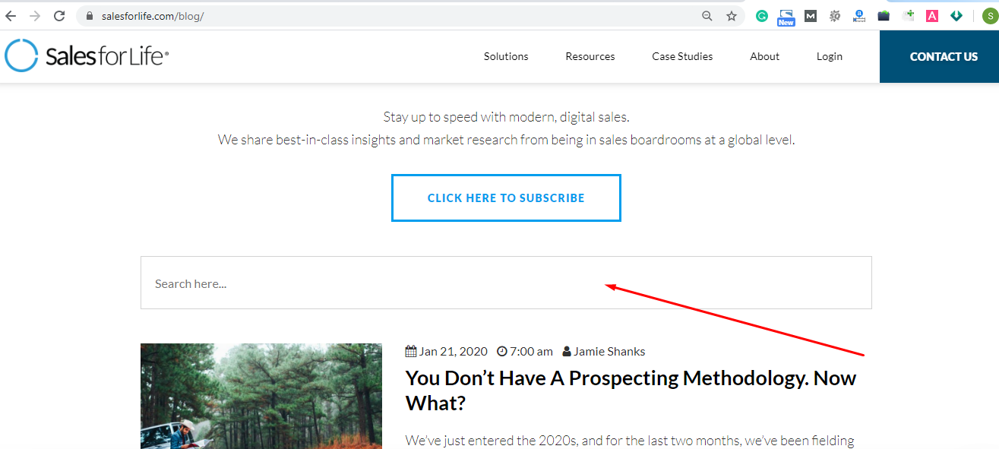 salesforlife.com/blog/
New
M
a
A
S
Sales for Life®
Solutions Resources Case Studies About Login CONTACT US
Stay up to speed with modern, digital sales.
We share best-in-class insights and market research from being in sales boardrooms at a global level.
CLICK HERE TO SUBSCRIBE
Search here...
Jan 21, 2020 7:00 am Jamie Shanks
You Don’t Have A Prospecting Methodology. Now
What?
We’ve just entered the 2020s, and for the last two months, we’ve been fielding